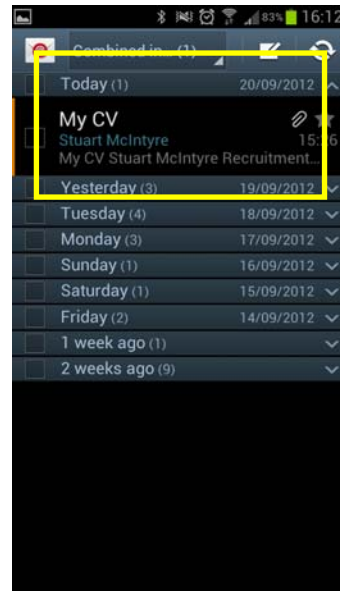 83% 16:12
Combined in... (1)
Today (1) 20/09/2012
My CV
Stuart McIntyre 15:26
My CV Stuart McIntyre Recruitment...
Yesterday (3) 19/09/2012
Tuesday (4) 18/09/2012
Monday (3) 17/09/2012
Sunday (1) 16/09/2012
Saturday (1) 15/09/2012
Friday (2) 14/09/2012
1 week ago (1)
2 weeks ago (9)